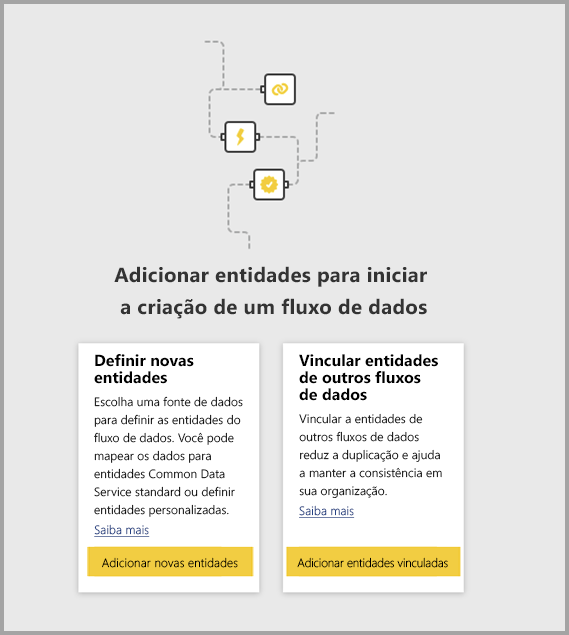 Adicionar entidades para iniciar
a criação de um fluxo de dados
Definir novas
entidades
Escolha uma fonte de dados
para definir as entidades do
fluxo de dados. Você pode
mapear os dados para
entidades Common Data
Service standard ou definir
entidades personalizadas.
Saiba mais
Adicionar novas entidades
Vincular entidades
de outros fluxos
de dados
Vincular a entidades de
outros fluxos de dados
reduz a duplicação e ajuda
a manter a consistência em
sua organização.
Saiba mais
Adicionar entidades vinculadas